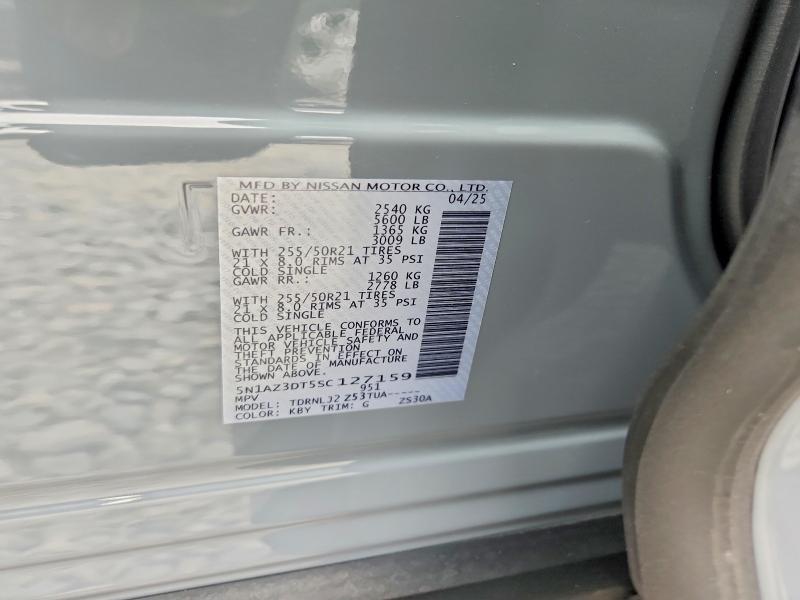 MFD BY NISSAN MOTOR CO., LTD.
DATE: 04/25
GVWR: 2540 KG
5600 LB
GAWR FR.: 1365 KG
3009 LB
WITH 255/50R21 TIRES
21 X 8.0 RIMS AT 35 PSI
COLD SINGLE
GAWR RR.: 1260 KG
2778 LB
WITH 255/50R21 TIRES
21 X 8.0 RIMS AT 35 PSI
COLD SINGLE
THIS VEHICLE CONFORMS TO
ALL APPLICABLE FEDERAL
MOTOR VEHICLE SAFETY AND
THEFT PREVENTION
STANDARDS IN EFFECT ON
THE DATE OF MANUFACTURE
SHOWN ABOVE.
5N1AZ3DT5SC127159
MPV 951
MODEL: TDRNLJ2 Z53TUA-----
COLOR: KBY TRIM: G ZS30A